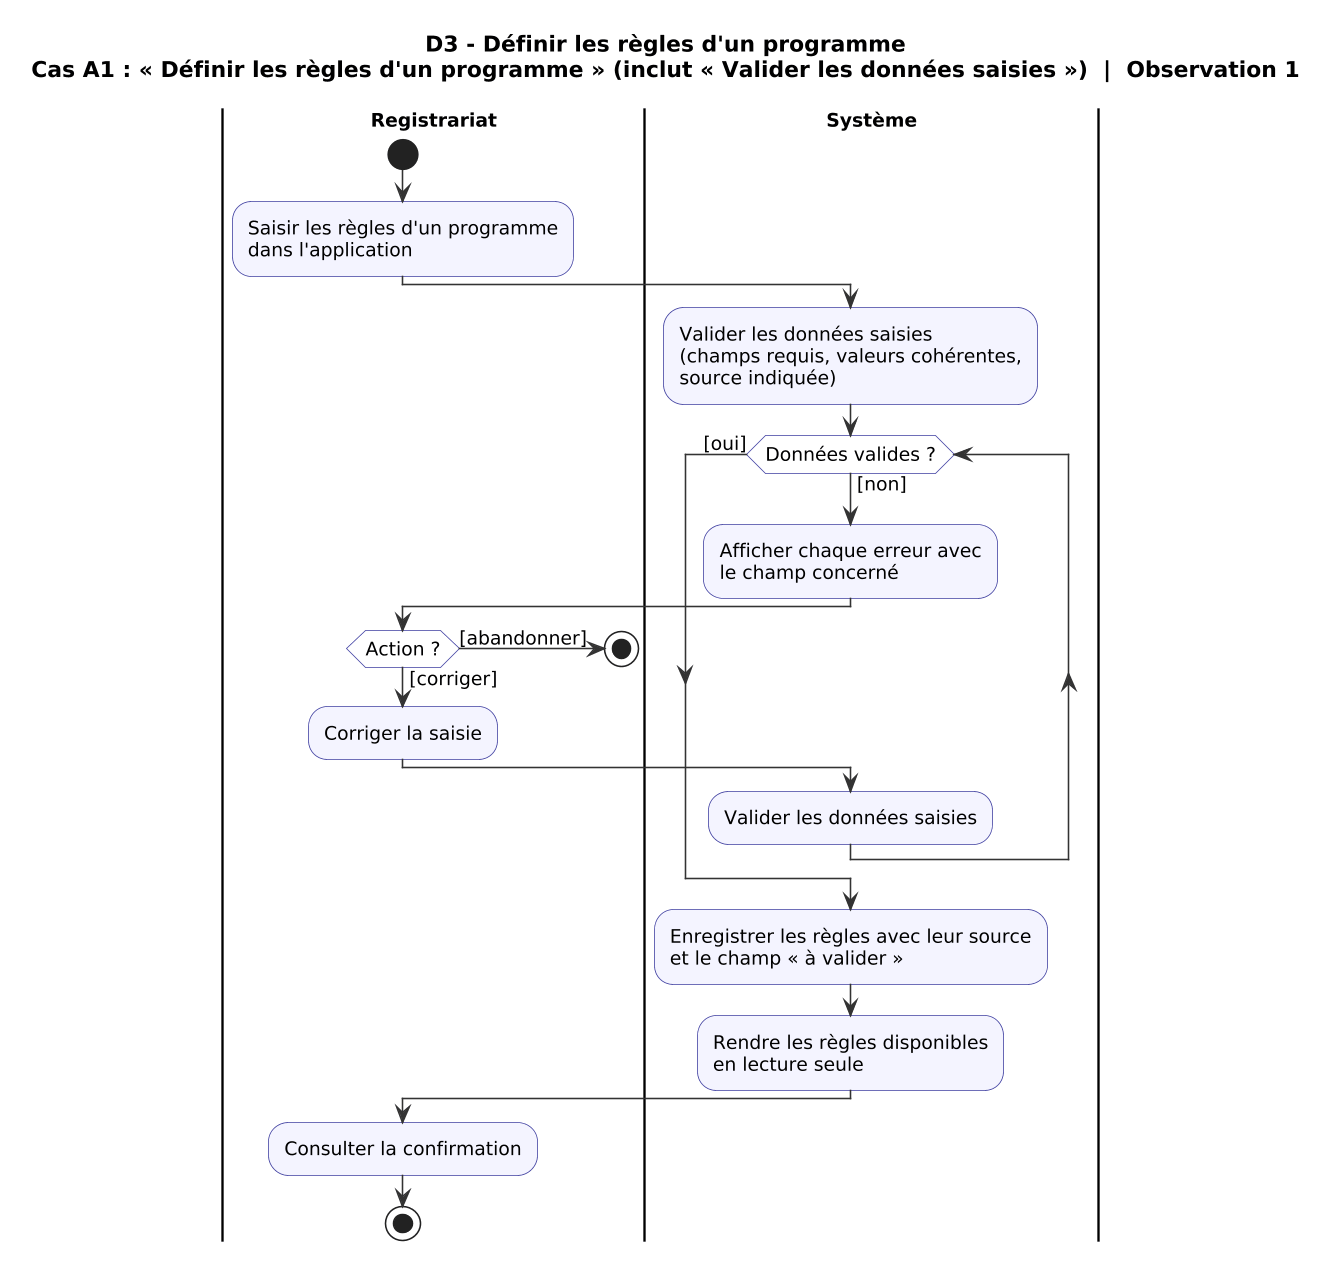 D3 - Définir les règles d'un programme
Cas A1 : « Définir les règles d'un programme » (inclut « Valider les données saisies ») | Observation 1
Registrariat
Système
Saisir les règles d'un programme
dans l'application
Valider les données saisies
(champs requis, valeurs cohérentes,
source indiquée)
[oui]
Données valides ?
[non]
Afficher chaque erreur avec
le champ concerné
Action ?
[abandonner]
[corriger]
Corriger la saisie
Valider les données saisies
Enregistrer les règles avec leur source
et le champ « à valider »
Rendre les règles disponibles
en lecture seule
Consulter la confirmation